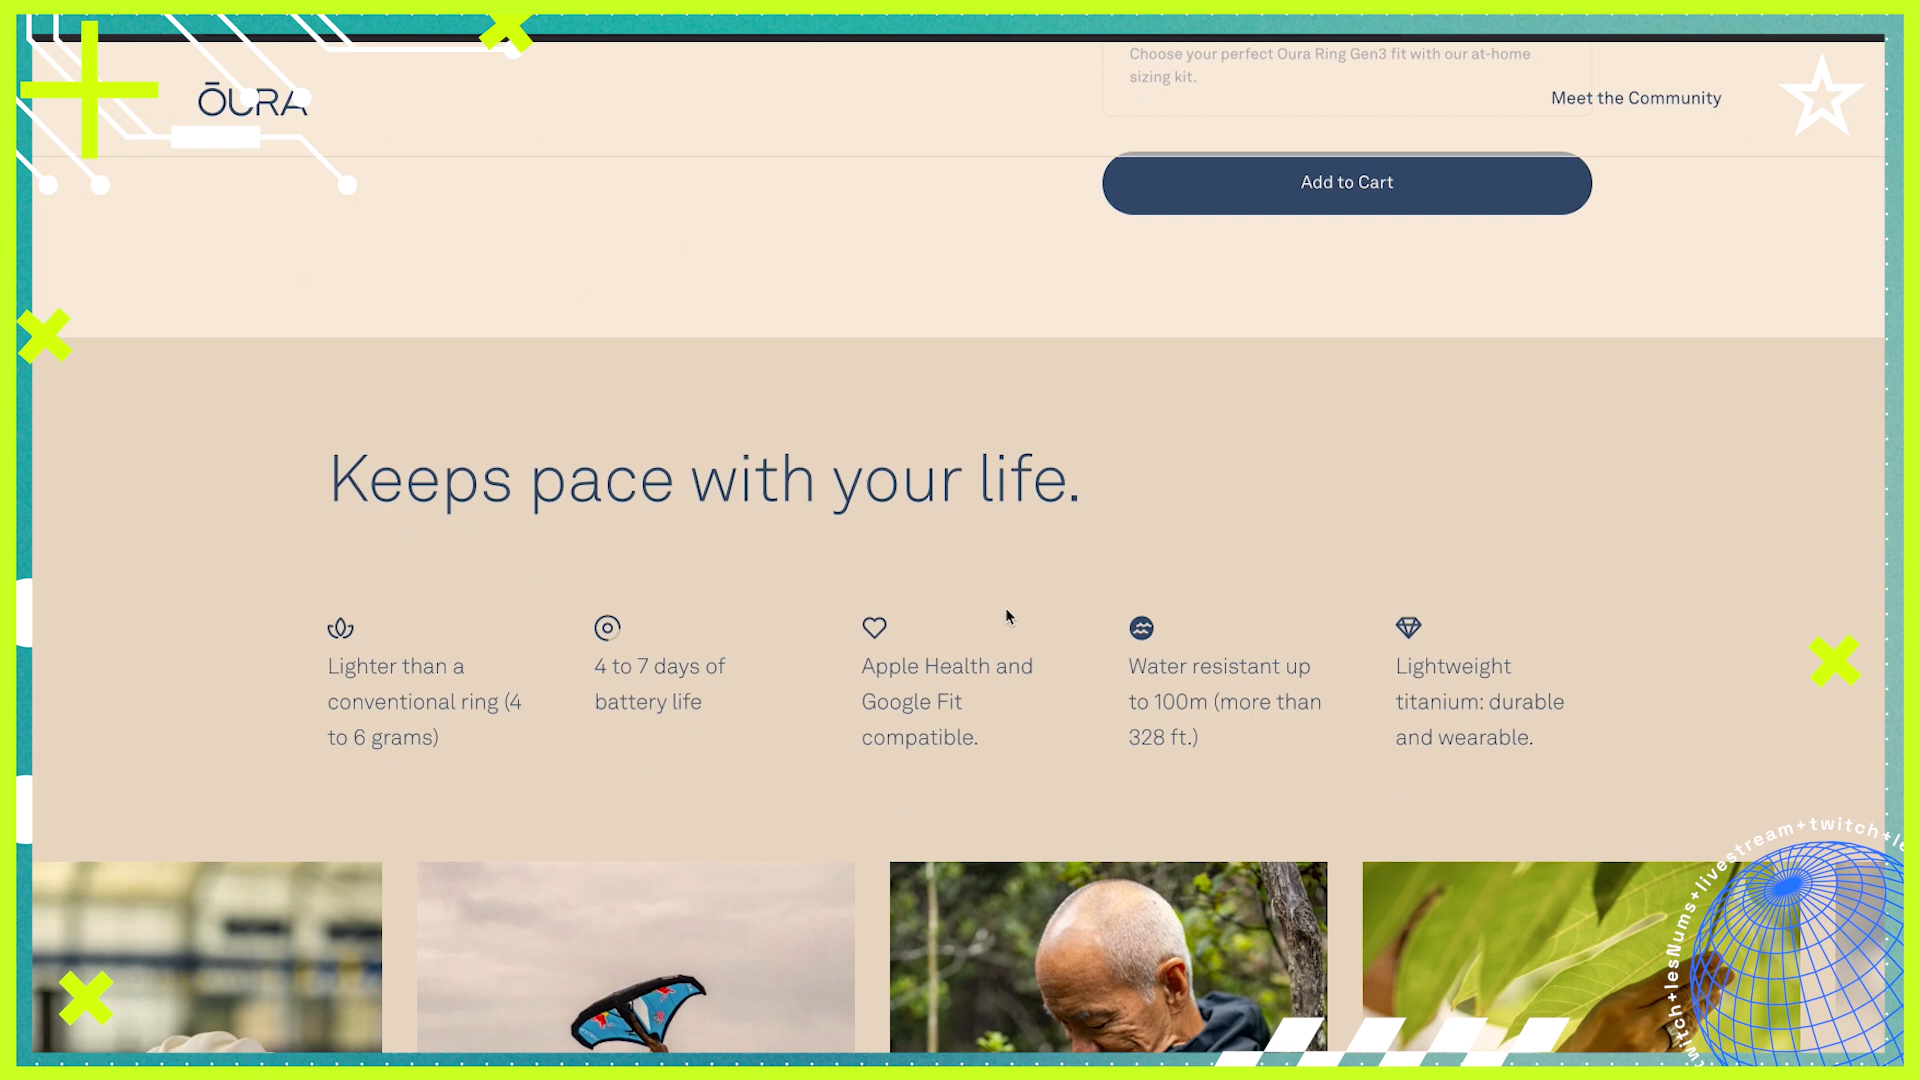 Choose your perfect Oura Ring Gen3 fit with our at-home
sizing kit.
ŌURA
Meet the Community
Add to Cart
Keeps pace with your life.
Lighter than a
conventional ring (4
to 6 grams)
4 to 7 days of
battery life
Apple Health and
Google Fit
compatible.
Water resistant up
to 100m (more than
328 ft.)
Lightweight
titanium: durable
and wearable.
twitch+lesNums+livestream+twitch+le